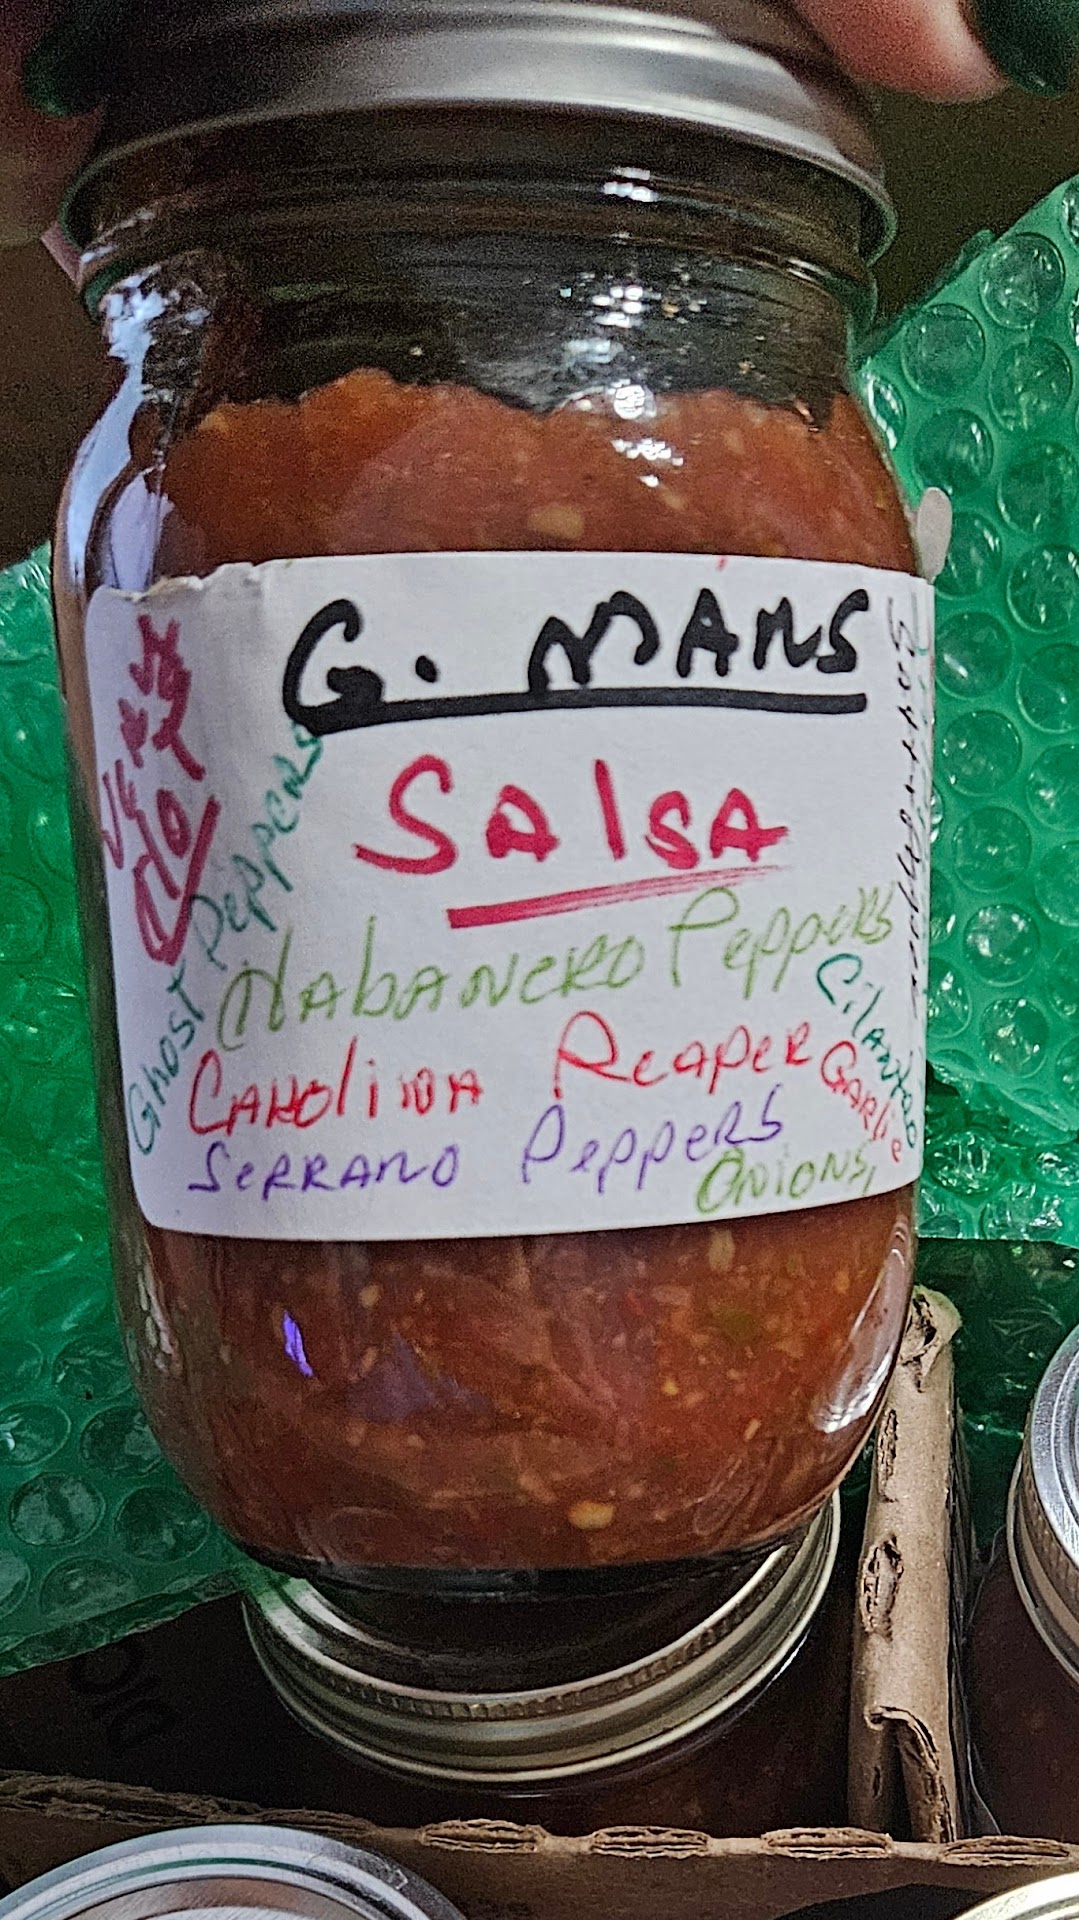 G. MANS
SAlsA
Ghost Peppers
HABANERO Peppers
CAROliNA REAPER
SERRANO Peppers
CilANtRO
GARlic
ONIONS,